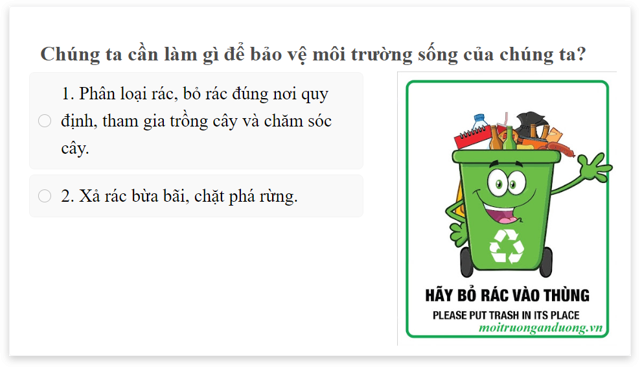 Chúng ta cần làm gì để bảo vệ môi trường sống của chúng ta?
1. Phân loại rác, bỏ rác đúng nơi quy
định, tham gia trồng cây và chăm sóc
cây.
2. Xả rác bừa bãi, chặt phá rừng.
HÃY BỎ RÁC VÀO THÙNG
PLEASE PUT TRASH IN ITS PLACE
moitruonganduong.vn